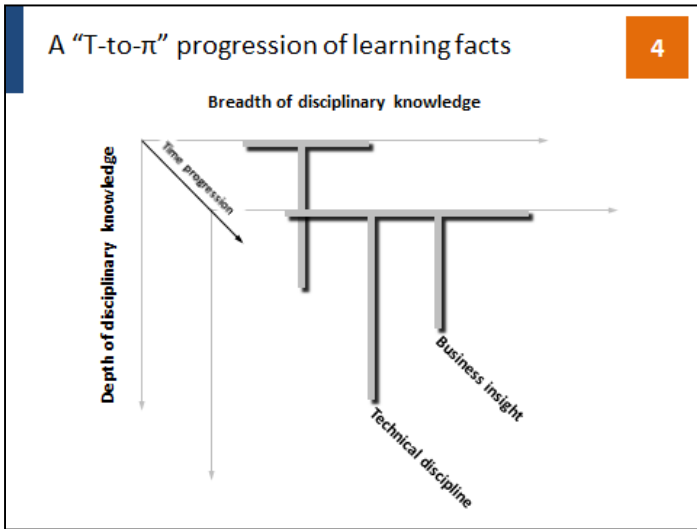 A “T-to-π” progression of learning facts
4
Breadth of disciplinary knowledge
Time progression
Depth of disciplinary knowledge
Business insight
Technical discipline